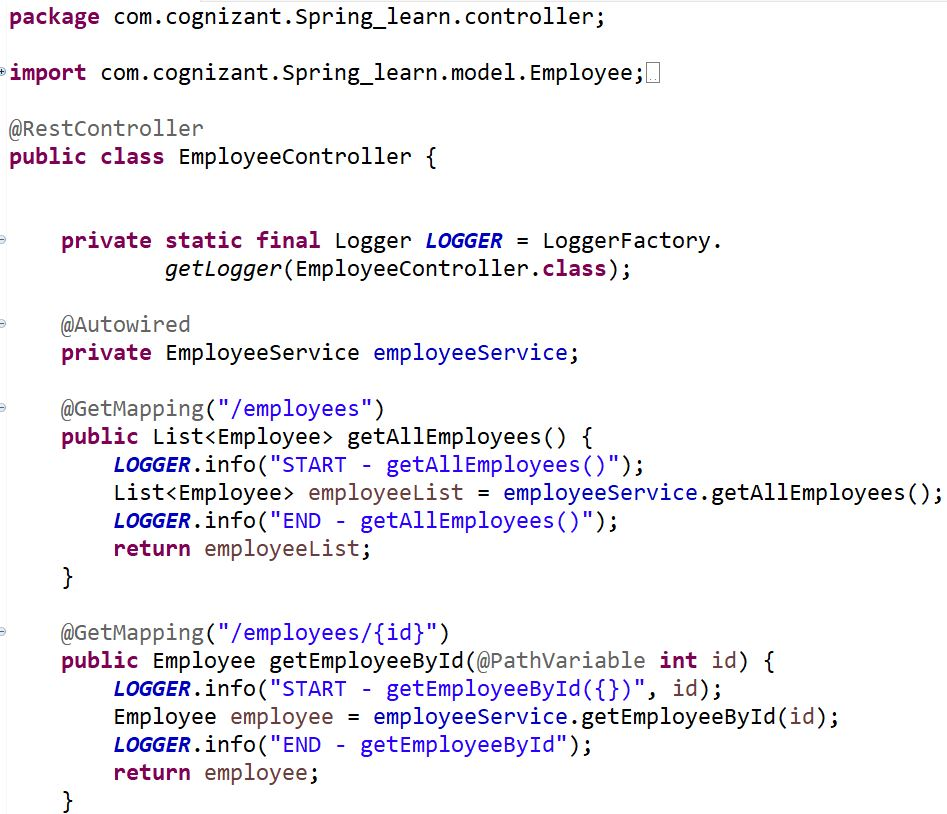 package com.cognizant.Spring_learn.controller;
import com.cognizant.Spring_learn.model.Employee;
@RestController
public class EmployeeController {
private static final Logger LOGGER = LoggerFactory.
getLogger(EmployeeController.class);
@Autowired
private EmployeeService employeeService;
@GetMapping("/employees")
public List<Employee> getAllEmployees() {
LOGGER.info("START - getAllEmployees()");
List<Employee> employeeList = employeeService.getAllEmployees();
LOGGER.info("END - getAllEmployees()");
return employeeList;
}
@GetMapping("/employees/{id}")
public Employee getEmployeeById(@PathVariable int id) {
LOGGER.info("START - getEmployeeById({})", id);
Employee employee = employeeService.getEmployeeById(id);
LOGGER.info("END - getEmployeeById");
return employee;
}